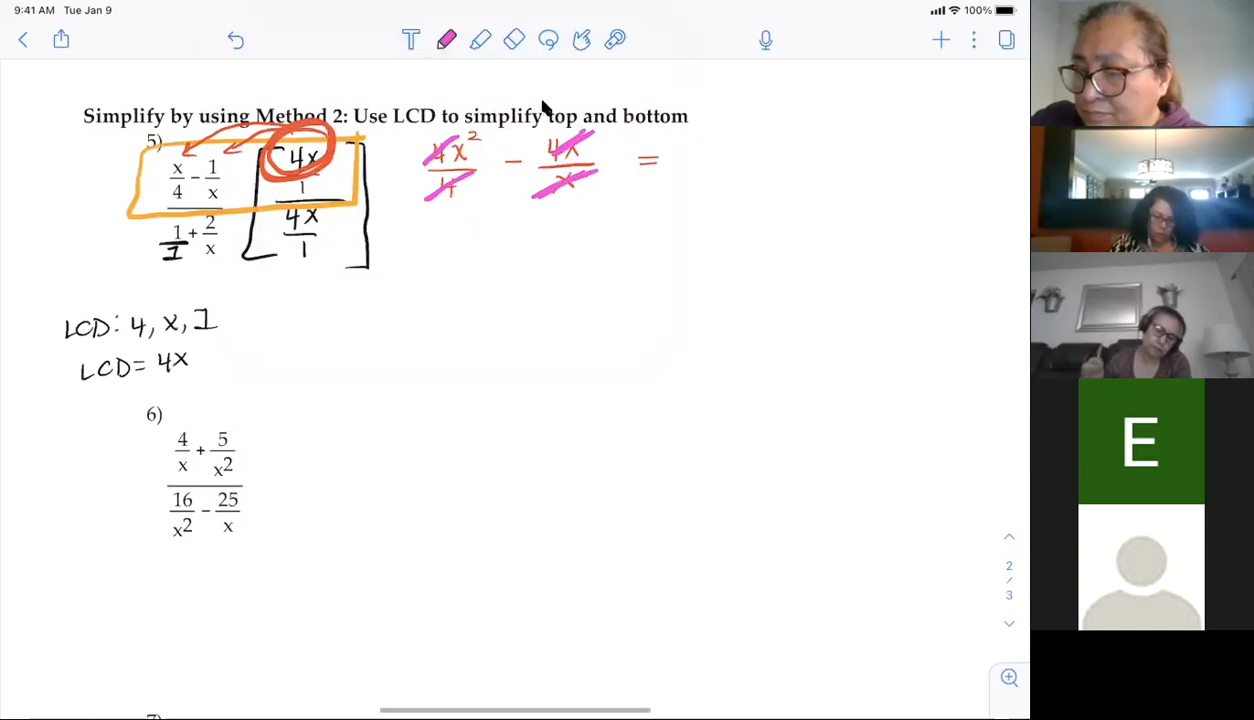 9:41 AM Tue Jan 9
100%
Simplify by using Method 2: Use LCD to simplify top and bottom
5)
x/4 - 1/x [ 4x/1
1/1 + 2/x 4x/1 ]
4x²/4 - 4x/x =
LCD: 4, x, 1
LCD = 4x
6)
4/x + 5/x²
16/x² - 25/x
2
/
3
7)
E